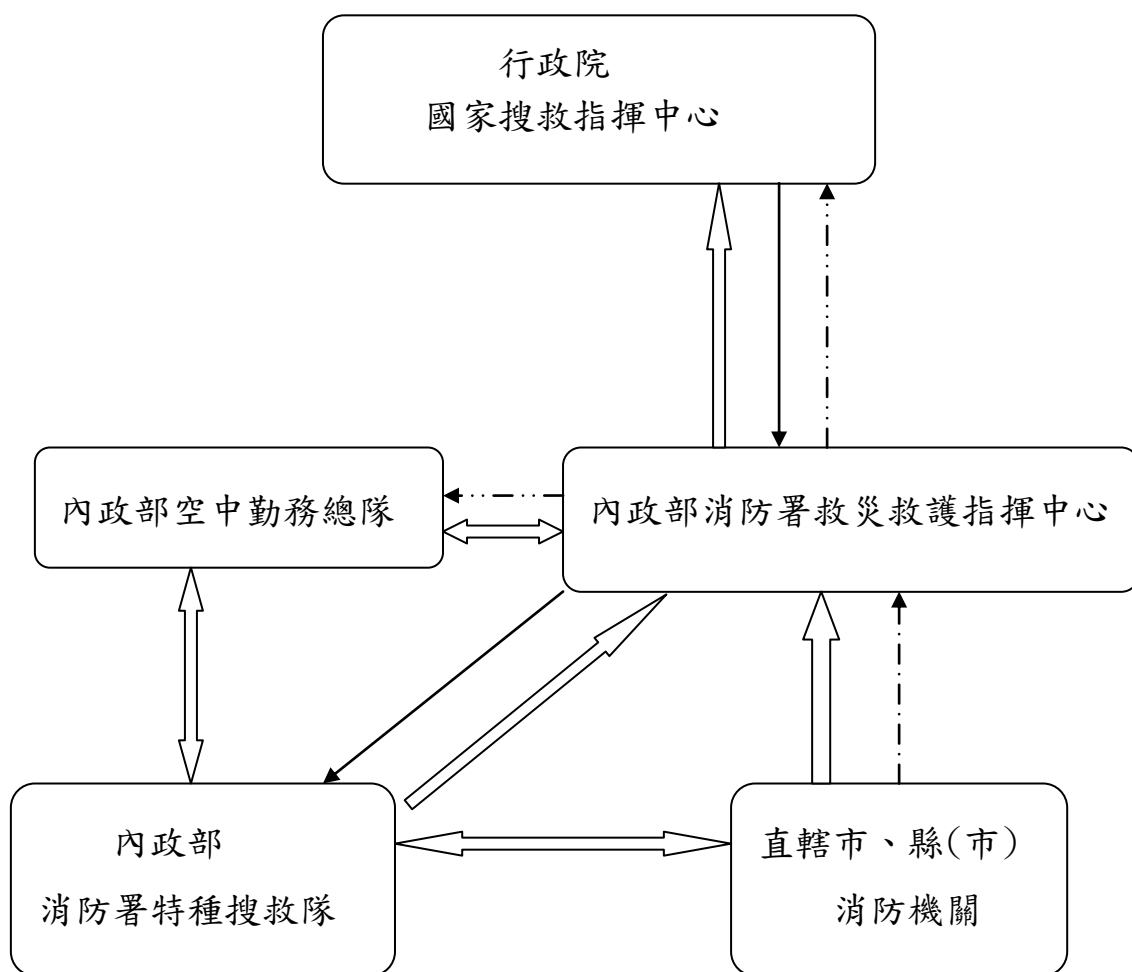 行政院
國家搜救指揮中心
內政部空中勤務總隊
內政部消防署救災救護指揮中心
內政部
消防署特種搜救隊
直轄市、縣(市)
消防機關